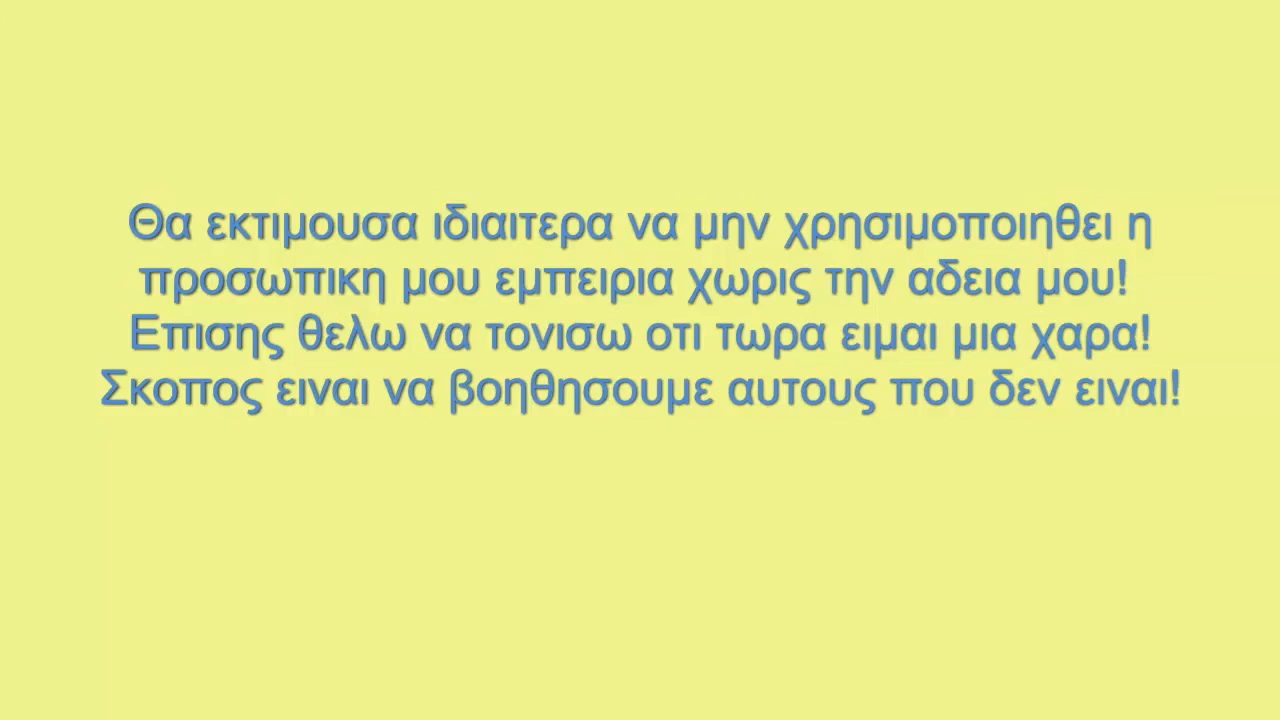 Θα εκτιμουσα ιδιαιτερα να μην χρησιμοποιηθει η
προσωπικη μου εμπειρια χωρις την αδεια μου!
Επισης θελω να τονισω οτι τωρα ειμαι μια χαρα!
Σκοπος ειναι να βοηθησουμε αυτους που δεν ειναι!